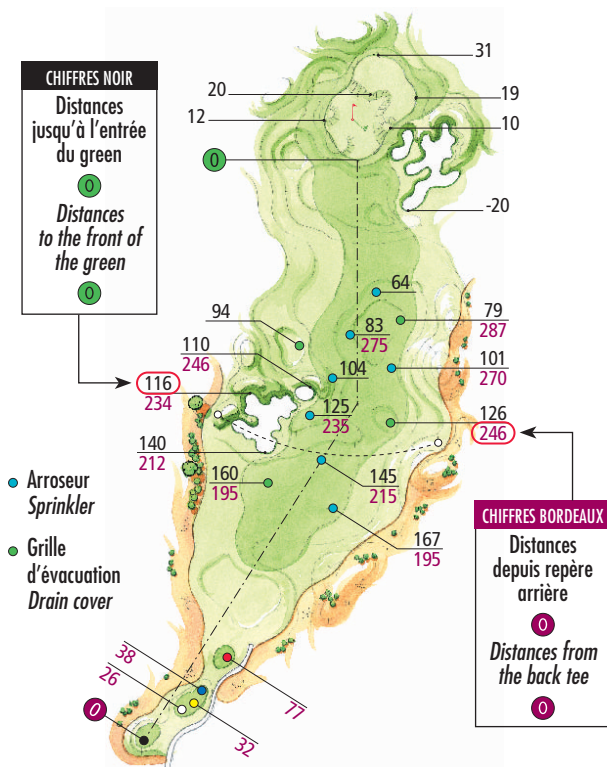 CHIFFRES NOIR
Distances
jusqu'à l'entrée
du green
0
Distances
to the front of
the green
0
31
20
19
12
10
0
-20
64
94
79
287
83
275
110
246
101
270
104
116
234
125
235
126
246
140
212
160
195
145
215
167
195
Arroseur
Sprinkler
Grille
d'évacuation
Drain cover
CHIFFRES BORDEAUX
Distances
depuis repère
arrière
0
Distances from
the back tee
0
38
26
77
32
0